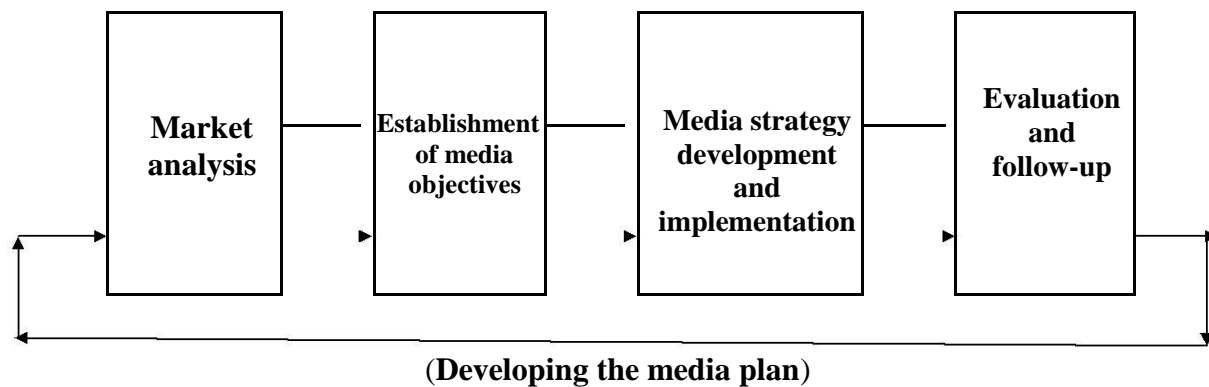 Market
analysis
Establishment
of media
objectives
Media strategy
development
and
implementation
Evaluation
and
follow-up
(Developing the media plan)